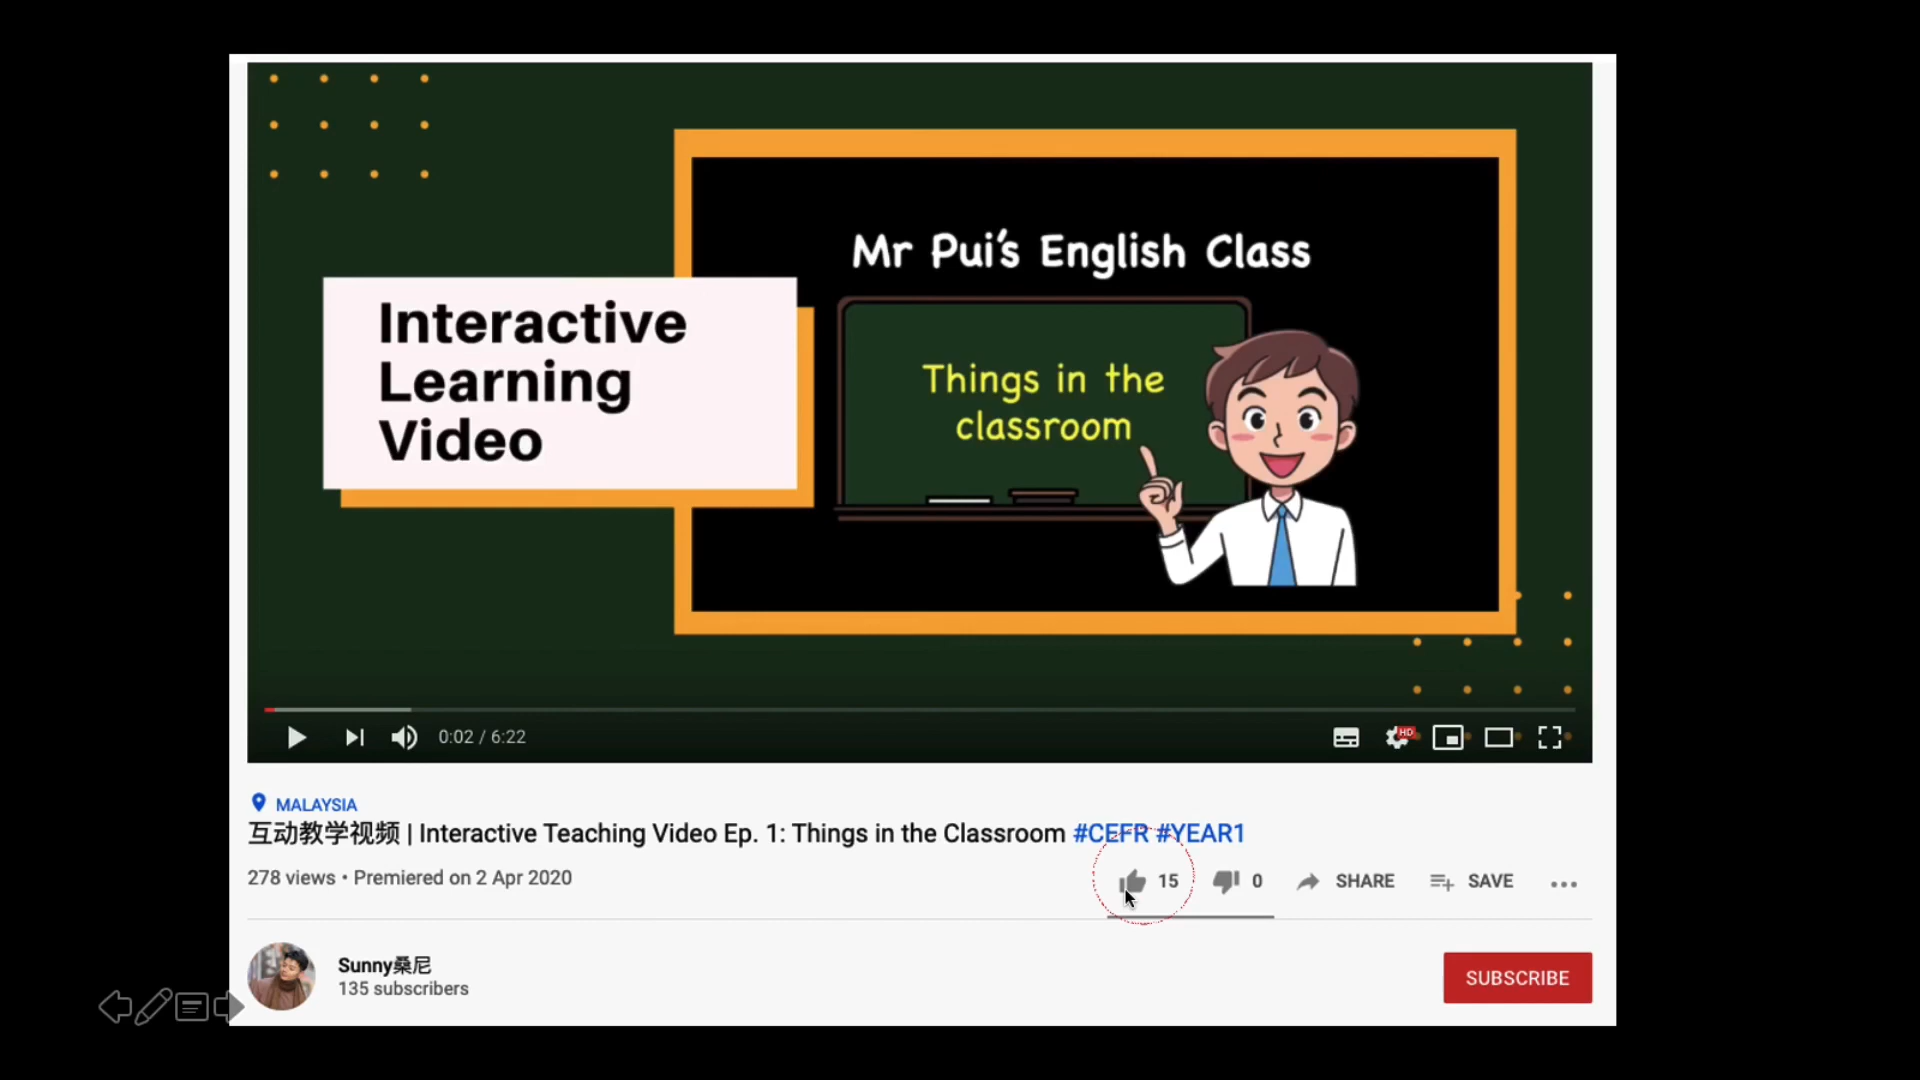 Mr Pui's English Class
Interactive
Learning
Video
Things in the
classroom
0:02 / 6:22
HD
MALAYSIA
互动教学视频 | Interactive Teaching Video Ep. 1: Things in the Classroom #CEFR #YEAR1
278 views • Premiered on 2 Apr 2020
15 0 SHARE SAVE
Sunny桑尼
135 subscribers
SUBSCRIBE